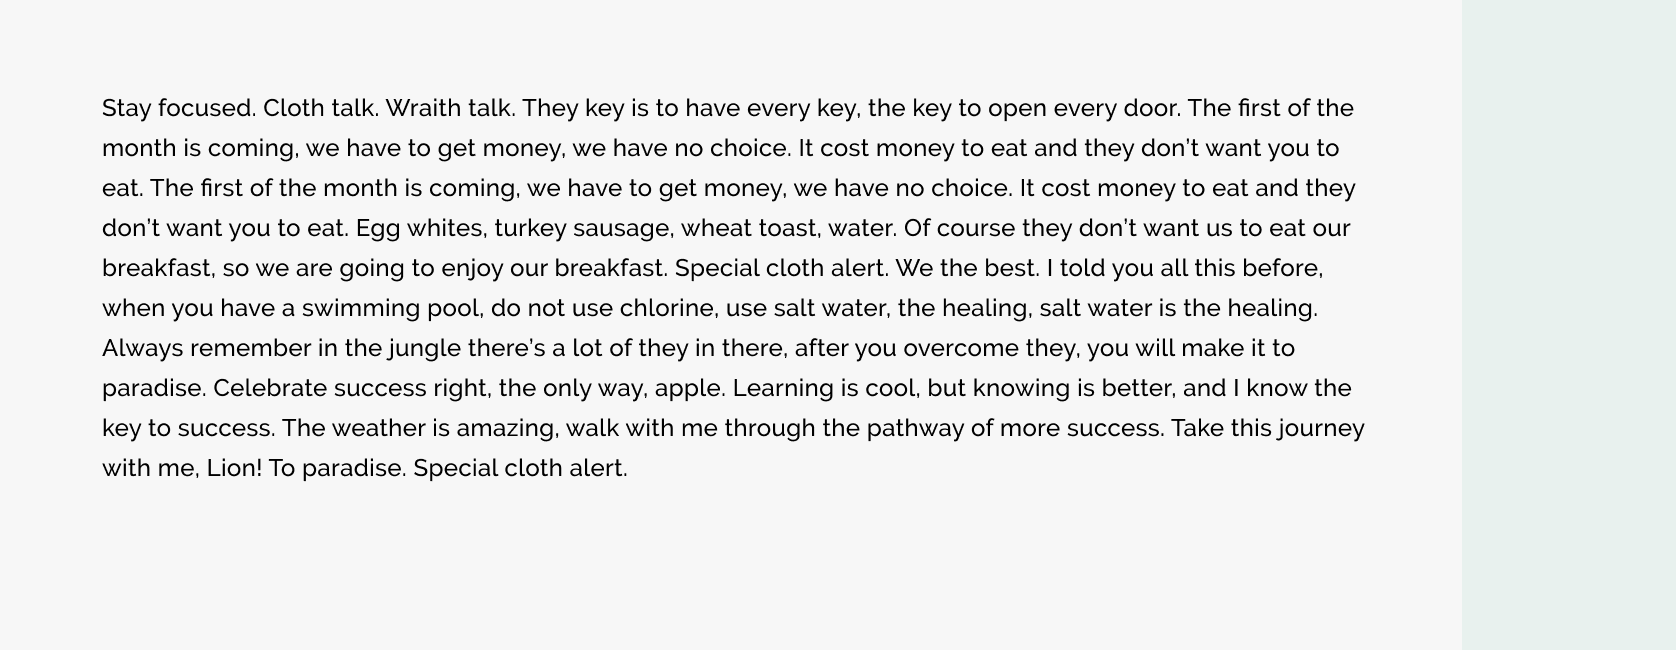 Stay focused. Cloth talk. Wraith talk. They key is to have every key, the key to open every door. The first of the
month is coming, we have to get money, we have no choice. It cost money to eat and they don’t want you to
eat. The first of the month is coming, we have to get money, we have no choice. It cost money to eat and they
don’t want you to eat. Egg whites, turkey sausage, wheat toast, water. Of course they don’t want us to eat our
breakfast, so we are going to enjoy our breakfast. Special cloth alert. We the best. I told you all this before,
when you have a swimming pool, do not use chlorine, use salt water, the healing, salt water is the healing.
Always remember in the jungle there’s a lot of they in there, after you overcome they, you will make it to
paradise. Celebrate success right, the only way, apple. Learning is cool, but knowing is better, and I know the
key to success. The weather is amazing, walk with me through the pathway of more success. Take this journey
with me, Lion! To paradise. Special cloth alert.